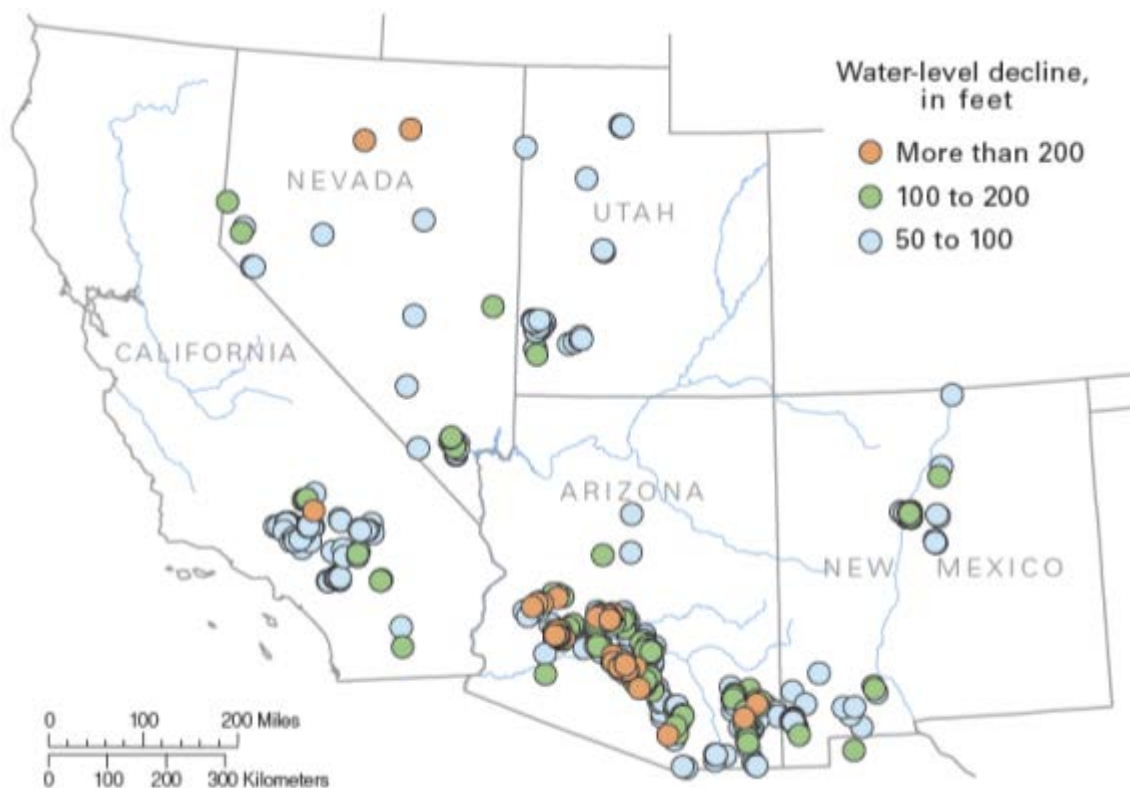 Water-level decline,
in feet
More than 200
100 to 200
50 to 100
NEVADA
UTAH
CALIFORNIA
ARIZONA
NEW MEXICO
0 100 200 Miles
0 100 200 300 Kilometers